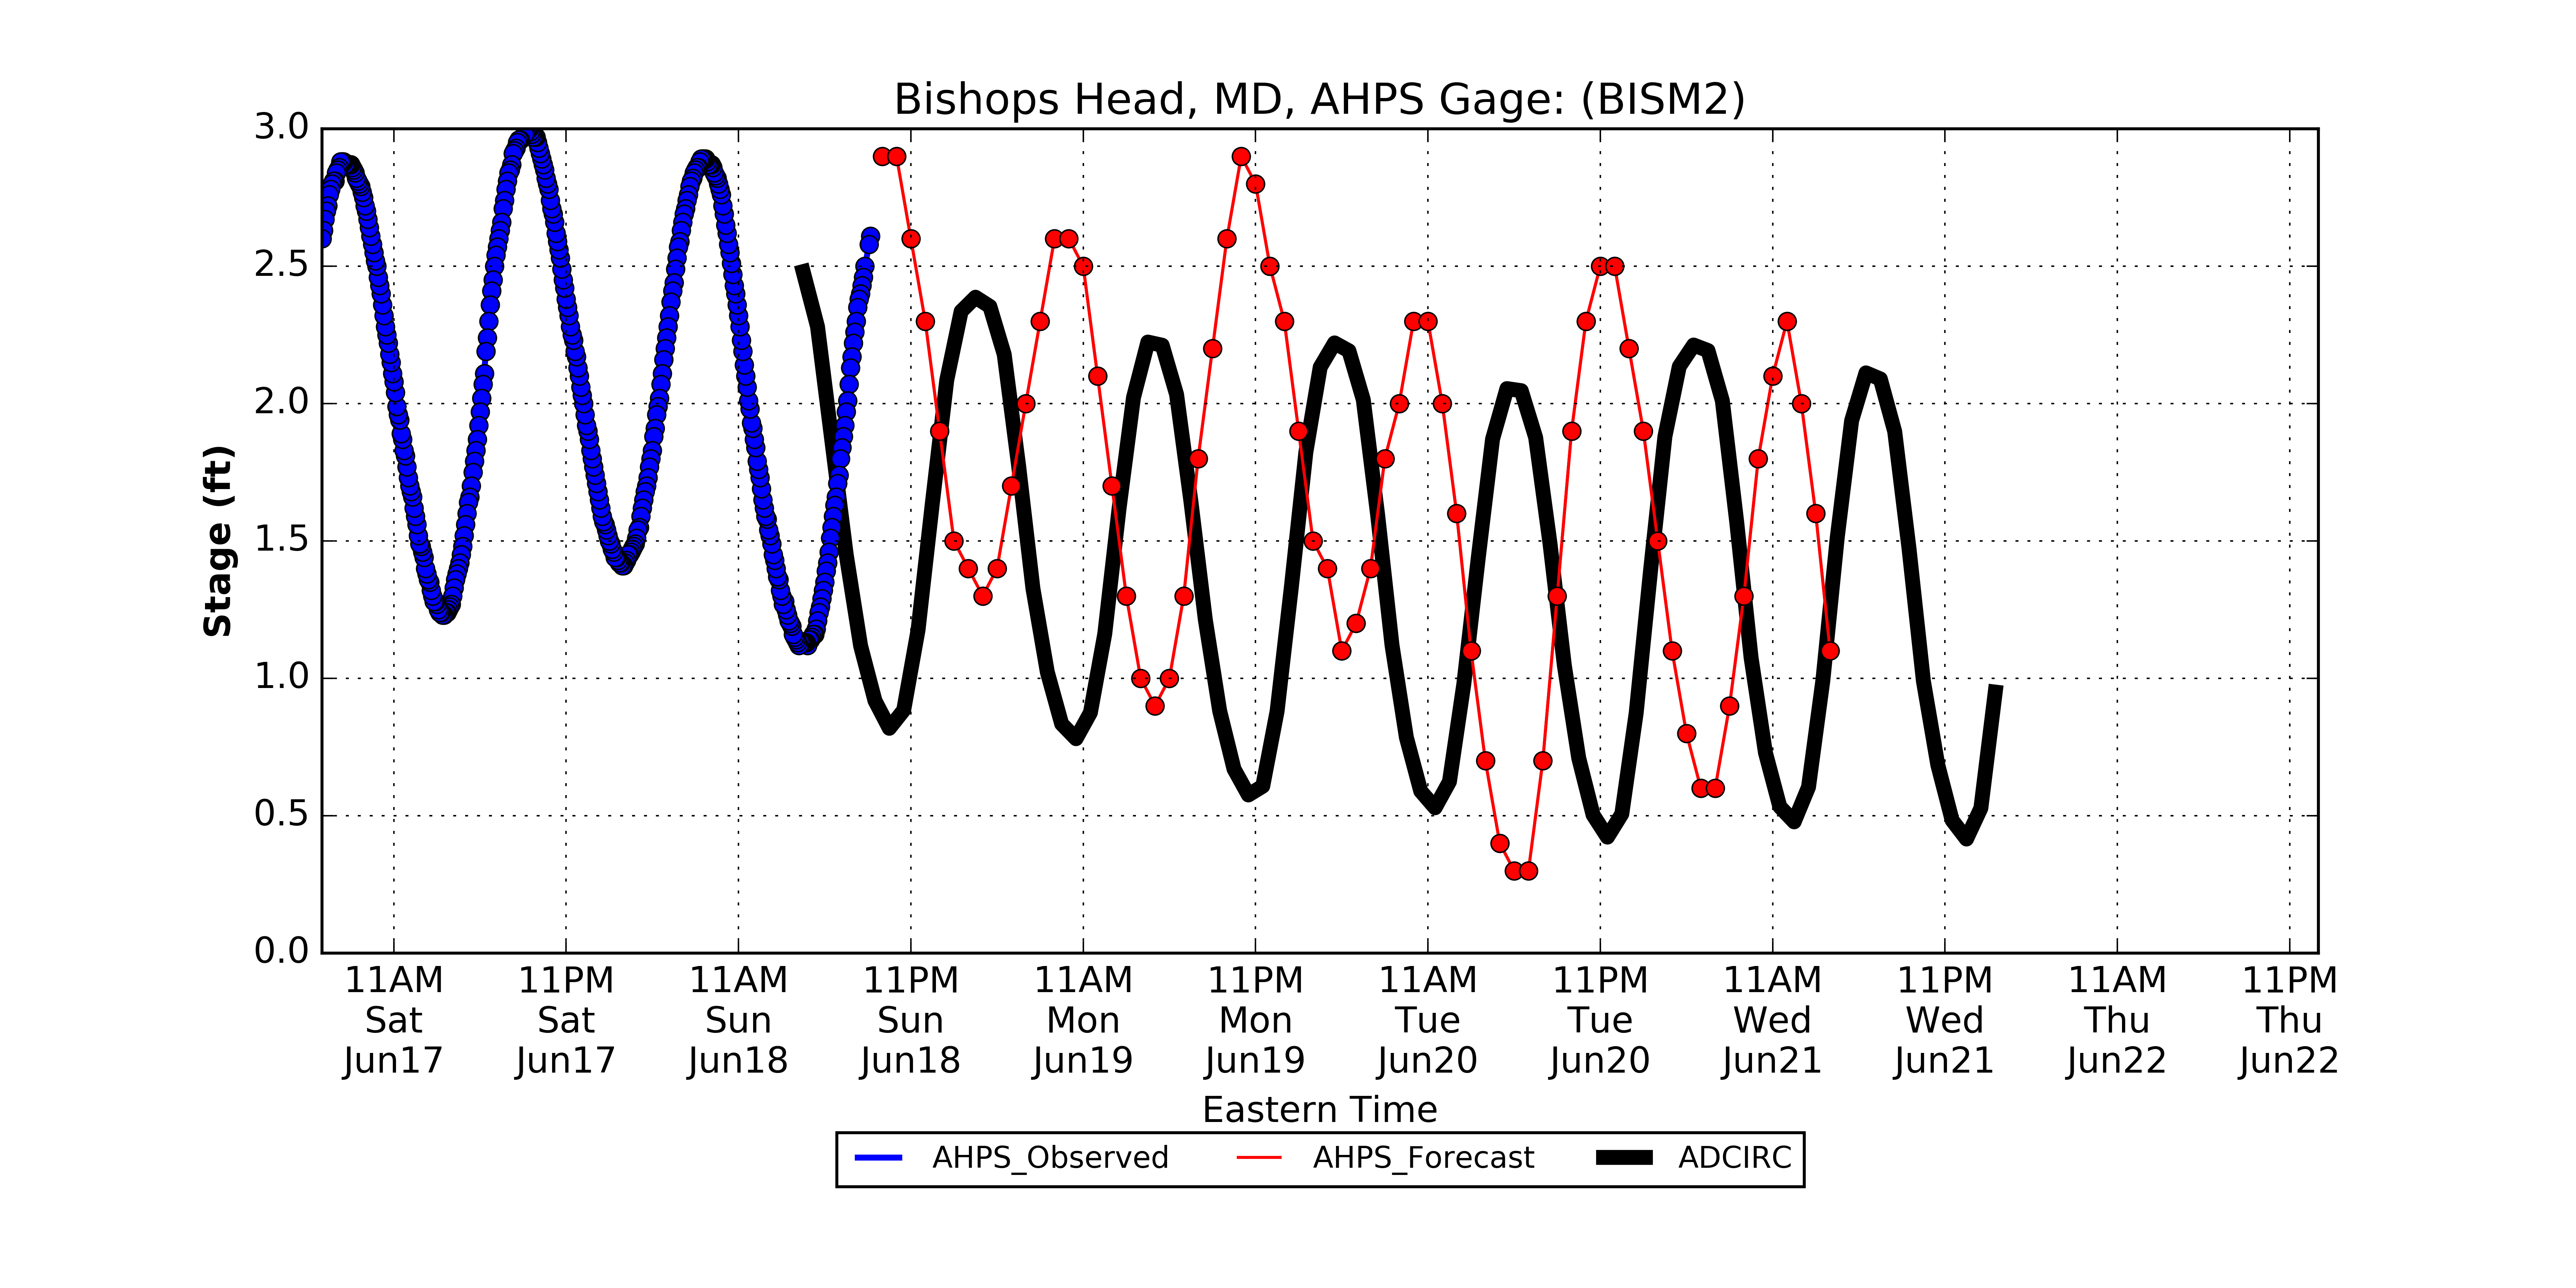 Bishops Head, MD, AHPS Gage: (BISM2)
Stage (ft)
3.0
2.5
2.0
1.5
1.0
0.5
0.0
11AM 11PM 11AM 11PM 11AM 11PM 11AM 11PM 11AM 11PM 11AM 11PM
Sat Sat Sun Sun Mon Mon Tue Tue Wed Wed Thu Thu
Jun17 Jun17 Jun18 Jun18 Jun19 Jun19 Jun20 Jun20 Jun21 Jun21 Jun22 Jun22
Eastern Time
AHPS_Observed AHPS_Forecast ADCIRC